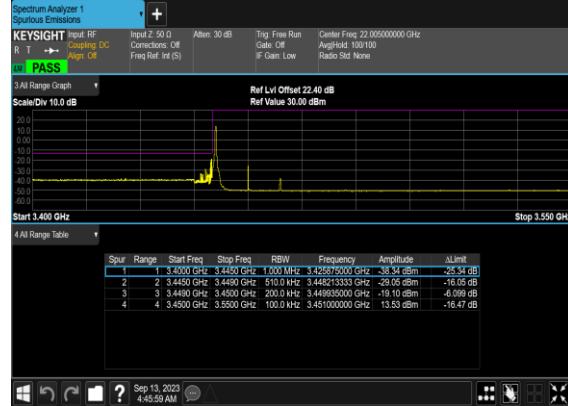 Spectrum Analyzer 1
Spurious Emissions
+
KEYSIGHT Input: RF Input Z: 50 Ω Atten: 30 dB Trig: Free Run Center Freq: 22.005000000 GHz
R T Coupling: DC Corrections: Off Gate: Off Avg|Hold: 100/100
Align: Off Freq Ref: Int (S) IF Gain: Low Radio Std: None
PASS
3 All Range Graph
Ref Lvl Offset 22.40 dB
Scale/Div 10.0 dB Ref Value 30.00 dBm
20.0
10.0
0.00
-10.0
-20.0
-30.0
-40.0
-50.0
-60.0
Start 3.400 GHz Stop 3.550 GHz
4 All Range Table
Spur Range Start Freq Stop Freq RBW Frequency Amplitude ΔLimit
1 1 3.4000 GHz 3.4450 GHz 1.000 MHz 3.425875000 GHz -38.34 dBm -25.34 dB
2 2 3.4450 GHz 3.4490 GHz 510.0 kHz 3.448213333 GHz -29.05 dBm -16.05 dB
3 3 3.4490 GHz 3.4500 GHz 200.0 kHz 3.449935000 GHz -19.10 dBm -6.099 dB
4 4 3.4500 GHz 3.5500 GHz 100.0 kHz 3.451000000 GHz 13.53 dBm -16.47 dB
? Sep 13, 2023
4:45:59 AM